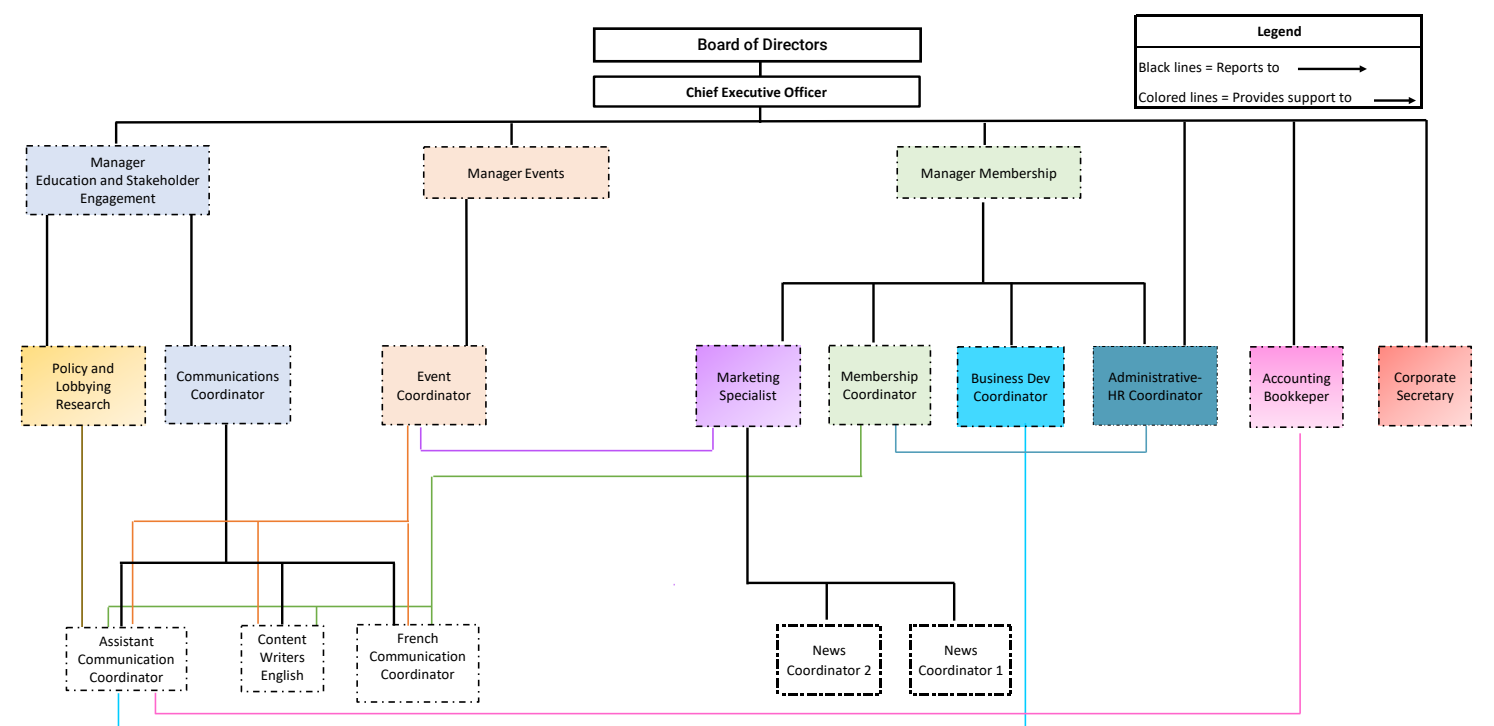 Board of Directors
Legend
Black lines = Reports to
Chief Executive Officer
Colored lines = Provides support to
Manager
Education and Stakeholder
Engagement
Manager Events
Manager Membership
Policy and
Lobbying
Research
Communications
Coordinator
Event
Coordinator
Marketing
Specialist
Membership
Coordinator
Business Dev
Coordinator
Administrative-
HR Coordinator
Accounting
Bookkeper
Corporate
Secretary
Assistant
Communication
Coordinator
Content
Writers
English
French
Communication
Coordinator
News
Coordinator 2
News
Coordinator 1